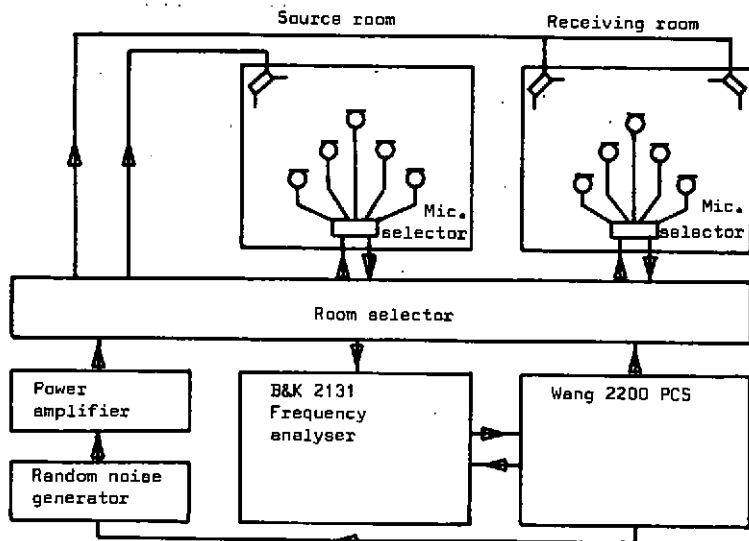 Source room
Receiving room
Mic.
selector
Mic.
selector
Room selector
Power
amplifier
B&K 2131
Frequency
analyser
Wang 2200 PCS
Random noise
generator